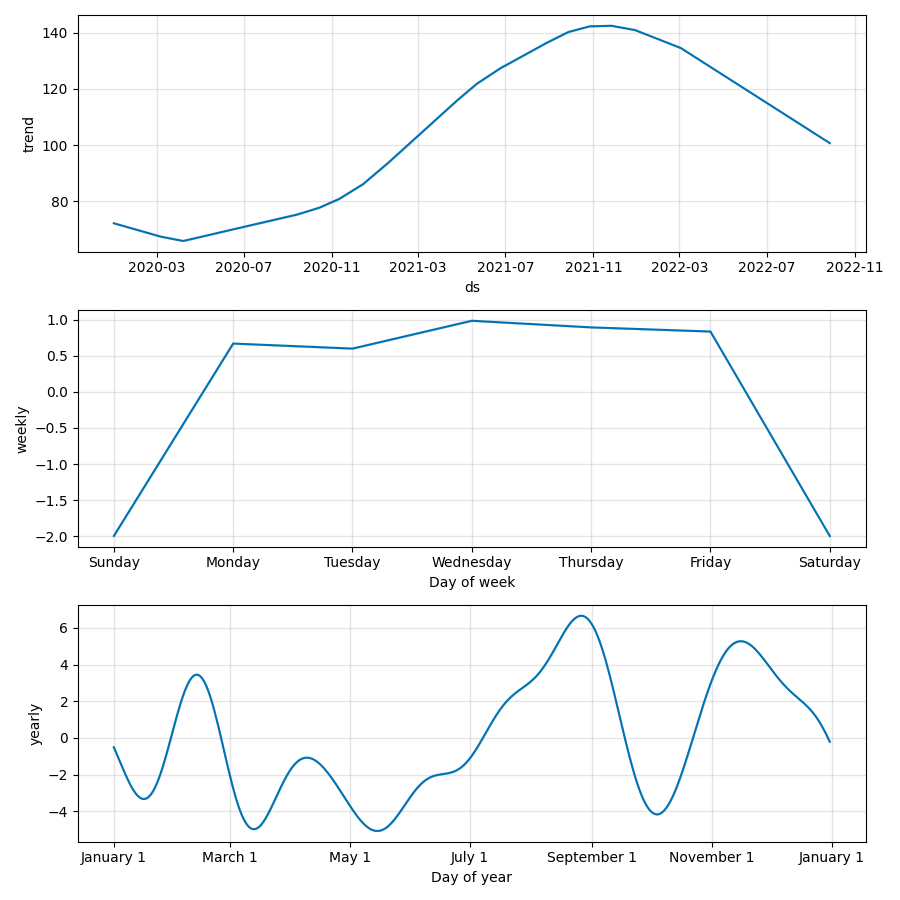 140
120
100
80
trend
2020-03 2020-07 2020-11 2021-03 2021-07 2021-11 2022-03 2022-07 2022-11
ds
1.0
0.5
0.0
−0.5
−1.0
−1.5
−2.0
weekly
Sunday Monday Tuesday Wednesday Thursday Friday Saturday
Day of week
6
4
2
0
−2
−4
yearly
January 1 March 1 May 1 July 1 September 1 November 1 January 1
Day of year